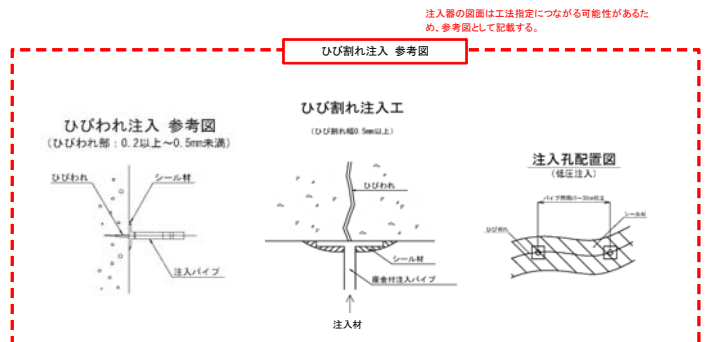 注入器の図面は工法指定につながる可能性があるた
め、参考図として記載する。
ひび割れ注入 参考図
ひびわれ注入 参考図
(ひびわれ部：0.2以上～0.5mm未満)
ひびわれ
シール材
注入パイプ
ひび割れ注入工
(ひび割れ幅0.5mm以上)
ひびわれ
シール材
座金付注入パイプ
注入材
注入孔配置図
(低圧注入)
シール材
ひび割れ